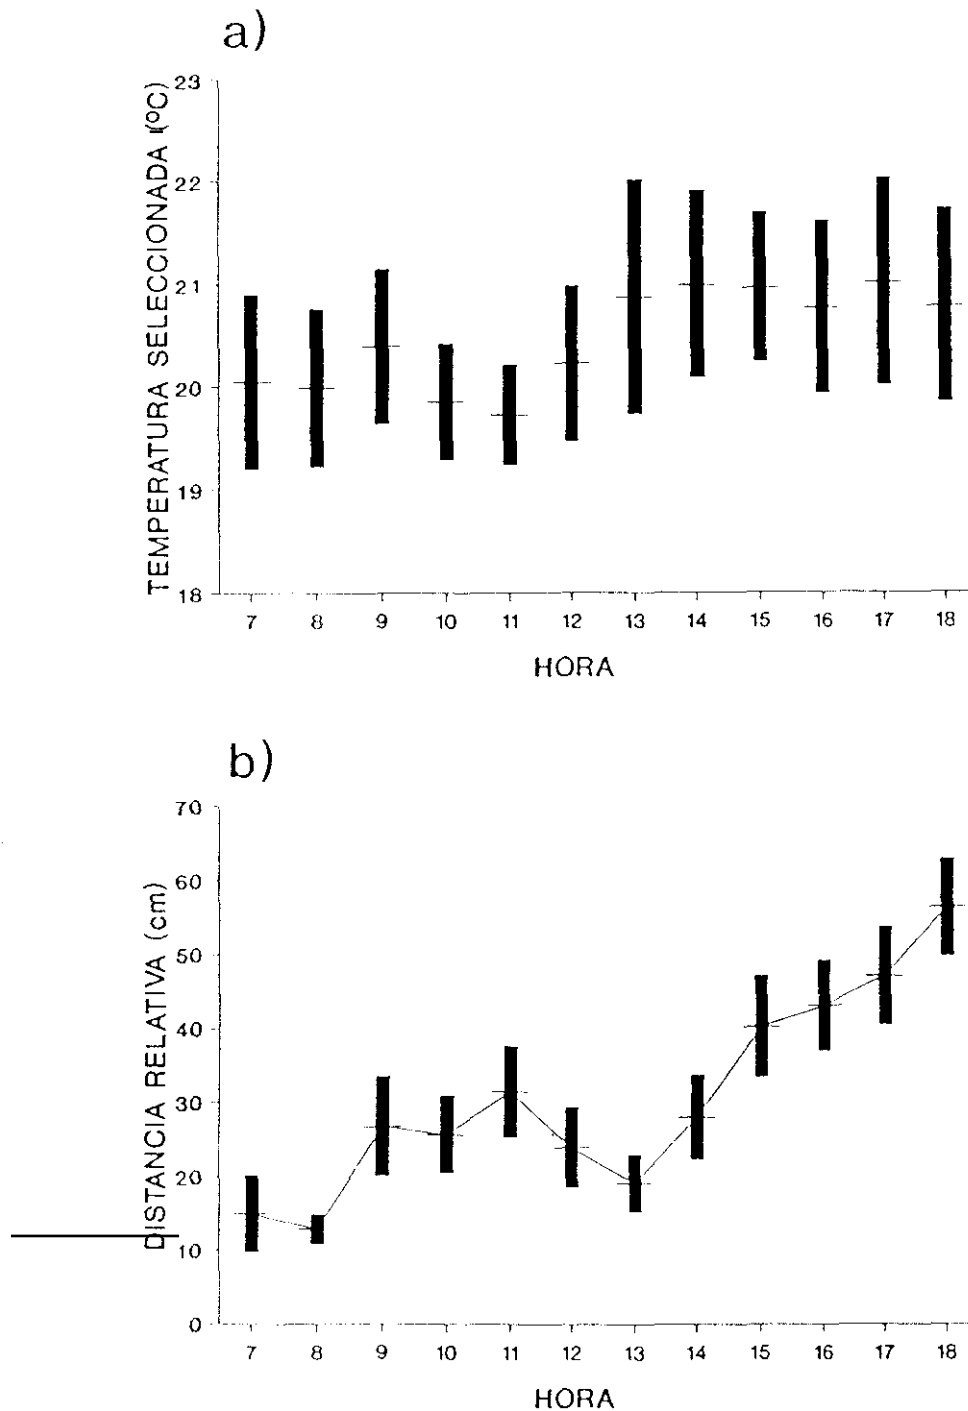 a)
TEMPERATURA SELECCIONADA (ºC)
23
22
21
20
19
18
7 8 9 10 11 12 13 14 15 16 17 18
HORA
b)
DISTANCIA RELATIVA (cm)
70
60
50
40
30
20
10
0
7 8 9 10 11 12 13 14 15 16 17 18
HORA